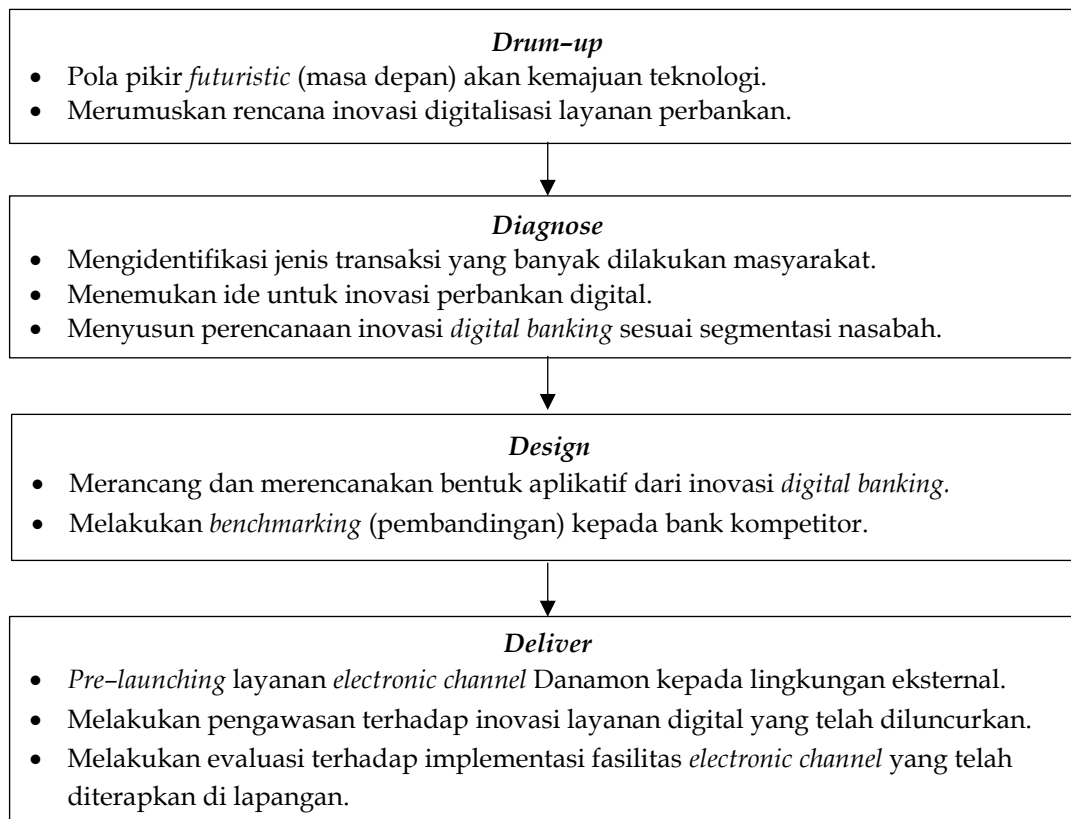 Drum–up
• Pola pikir futuristic (masa depan) akan kemajuan teknologi.
• Merumuskan rencana inovasi digitalisasi layanan perbankan.
Diagnose
• Mengidentifikasi jenis transaksi yang banyak dilakukan masyarakat.
• Menemukan ide untuk inovasi perbankan digital.
• Menyusun perencanaan inovasi digital banking sesuai segmentasi nasabah.
Design
• Merancang dan merencanakan bentuk aplikatif dari inovasi digital banking.
• Melakukan benchmarking (pembandingan) kepada bank kompetitor.
Deliver
• Pre–launching layanan electronic channel Danamon kepada lingkungan eksternal.
• Melakukan pengawasan terhadap inovasi layanan digital yang telah diluncurkan.
• Melakukan evaluasi terhadap implementasi fasilitas electronic channel yang telah
diterapkan di lapangan.